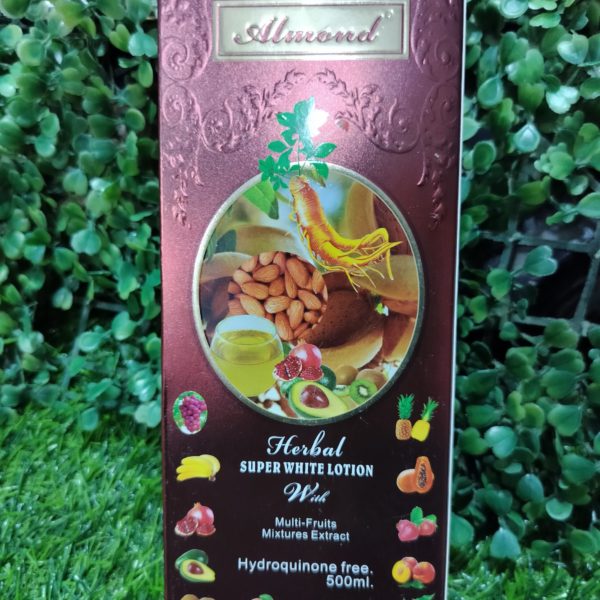 Almond
Herbal
SUPER WHITE LOTION
With
Multi-Fruits
Mixtures Extract
Hydroquinone free.
500ml.